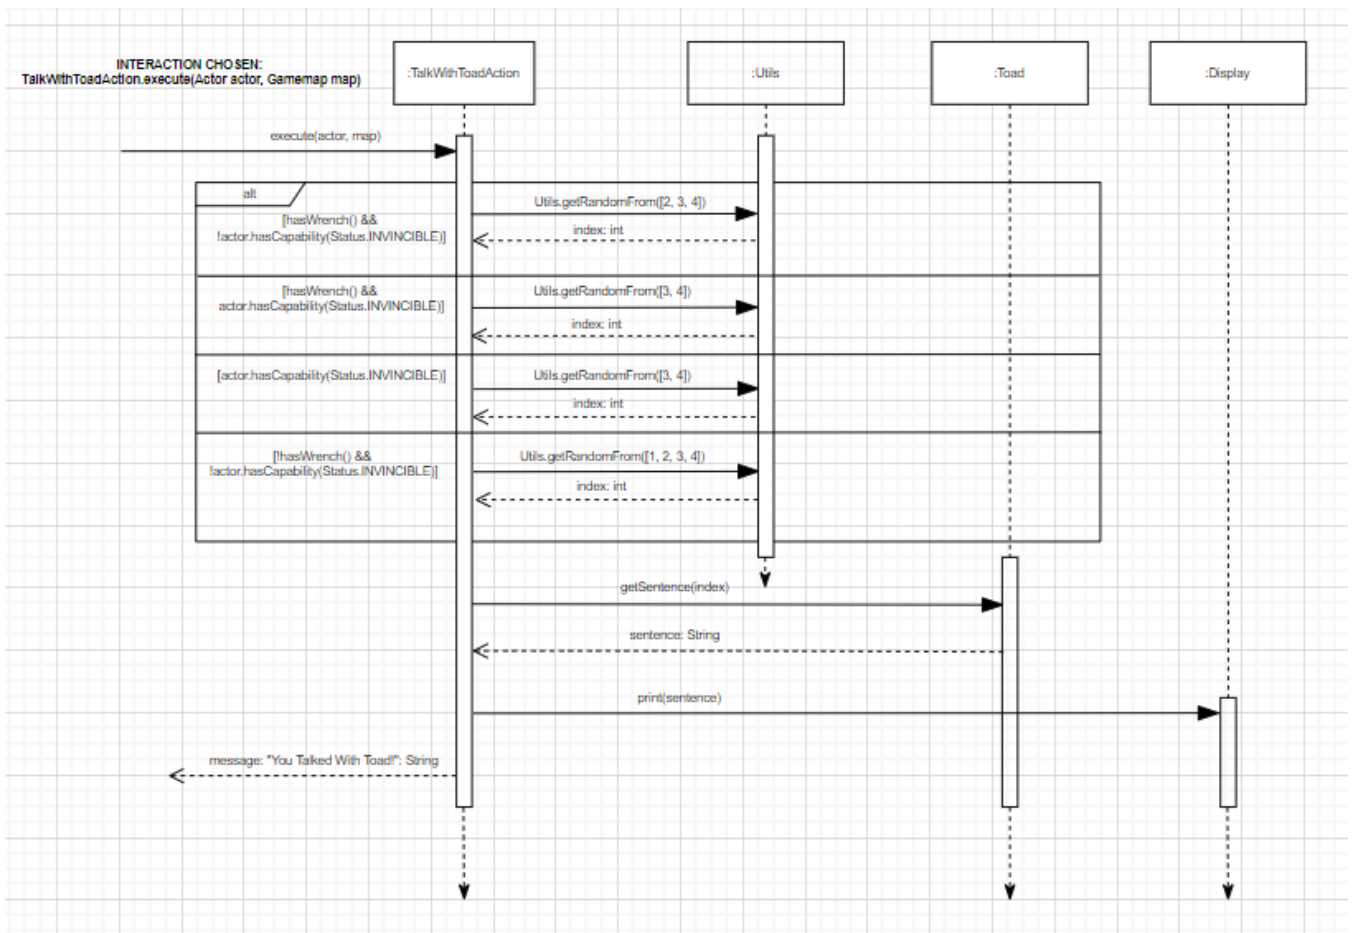 INTERACTION CHOSEN:
TalkWithToadAction.execute(Actor actor, Gamemap map)
:TalkWithToadAction
:Utils
:Toad
:Display
execute(actor, map)
alt
[hasWrench() &&
!actor.hasCapability(Status.INVINCIBLE)]
Utils.getRandomFrom([2, 3, 4])
index: int
[hasWrench() &&
actor.hasCapability(Status.INVINCIBLE)]
Utils.getRandomFrom([3, 4])
index: int
[actor.hasCapability(Status.INVINCIBLE)]
Utils.getRandomFrom([3, 4])
index: int
[!hasWrench() &&
!actor.hasCapability(Status.INVINCIBLE)]
Utils.getRandomFrom([1, 2, 3, 4])
index: int
getSentence(index)
sentence: String
print(sentence)
message: "You Talked With Toad!": String